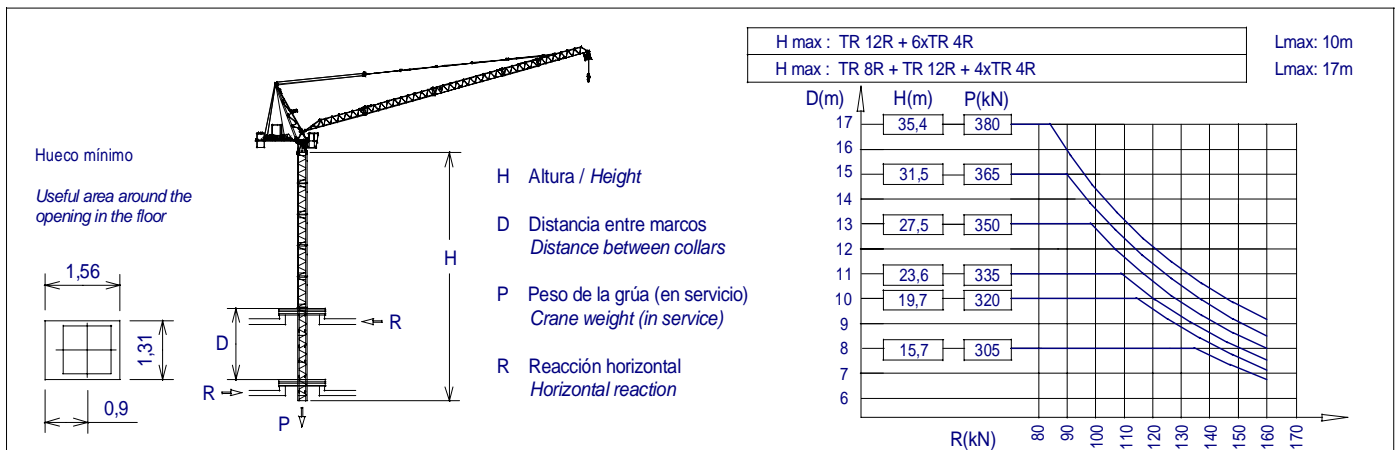 H max : TR 12R + 6xTR 4R
Lmax: 10m
H max : TR 8R + TR 12R + 4xTR 4R
Lmax: 17m
Hueco mínimo
Useful area around the
opening in the floor
1,56
1,31
0,9
H
D
R
R
P
H Altura / Height
D Distancia entre marcos
Distance between collars
P Peso de la grúa (en servicio)
Crane weight (in service)
R Reacción horizontal
Horizontal reaction
D(m) H(m) P(kN)
17 35,4 380
16
15 31,5 365
14
13 27,5 350
12
11 23,6 335
10 19,7 320
9
8 15,7 305
7
6
R(kN) 80 90 100 110 120 130 140 150 160 170